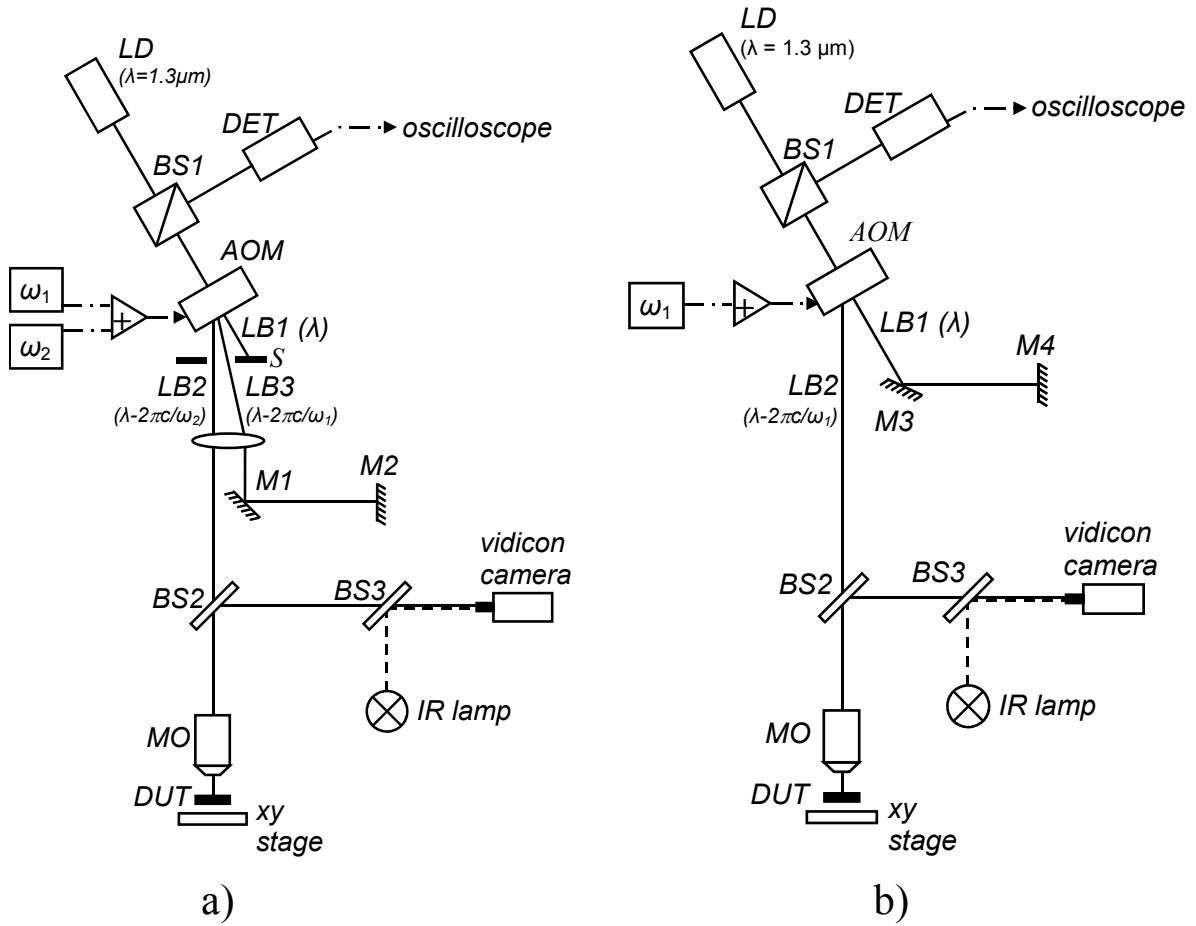 LD
(λ=1.3μm)
DET
oscilloscope
BS1
AOM
ω1
ω2
+
LB1 (λ)
S
LB2
(λ-2πc/ω2)
LB3
(λ-2πc/ω1)
M1
M2
BS2
BS3
vidicon
camera
IR lamp
MO
DUT
xy
stage
a)
LD
(λ = 1.3 μm)
DET
oscilloscope
BS1
AOM
ω1
+
LB1 (λ)
M4
LB2
(λ-2πc/ω1)
M3
BS2
BS3
vidicon
camera
IR lamp
MO
DUT
xy
stage
b)